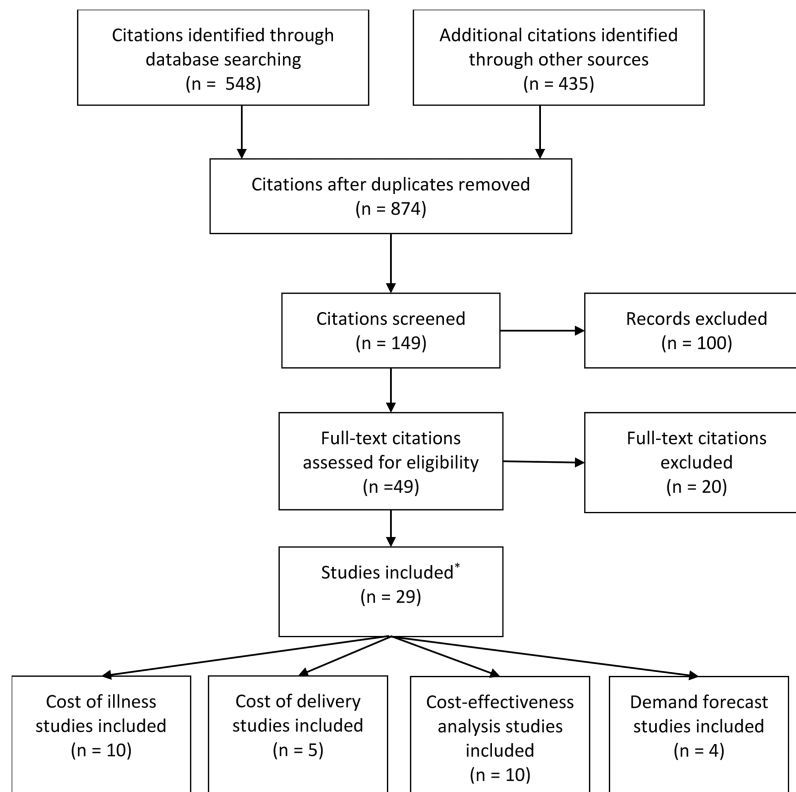 Citations identified through
database searching
(n = 548)
Additional citations identified
through other sources
(n = 435)
Citations after duplicates removed
(n = 874)
Citations screened
(n = 149)
Records excluded
(n = 100)
Full-text citations
assessed for eligibility
(n =49)
Full-text citations
excluded
(n = 20)
Studies included*
(n = 29)
Cost of illness
studies included
(n = 10)
Cost of delivery
studies included
(n = 5)
Cost-effectiveness
analysis studies
included
(n = 10)
Demand forecast
studies included
(n = 4)